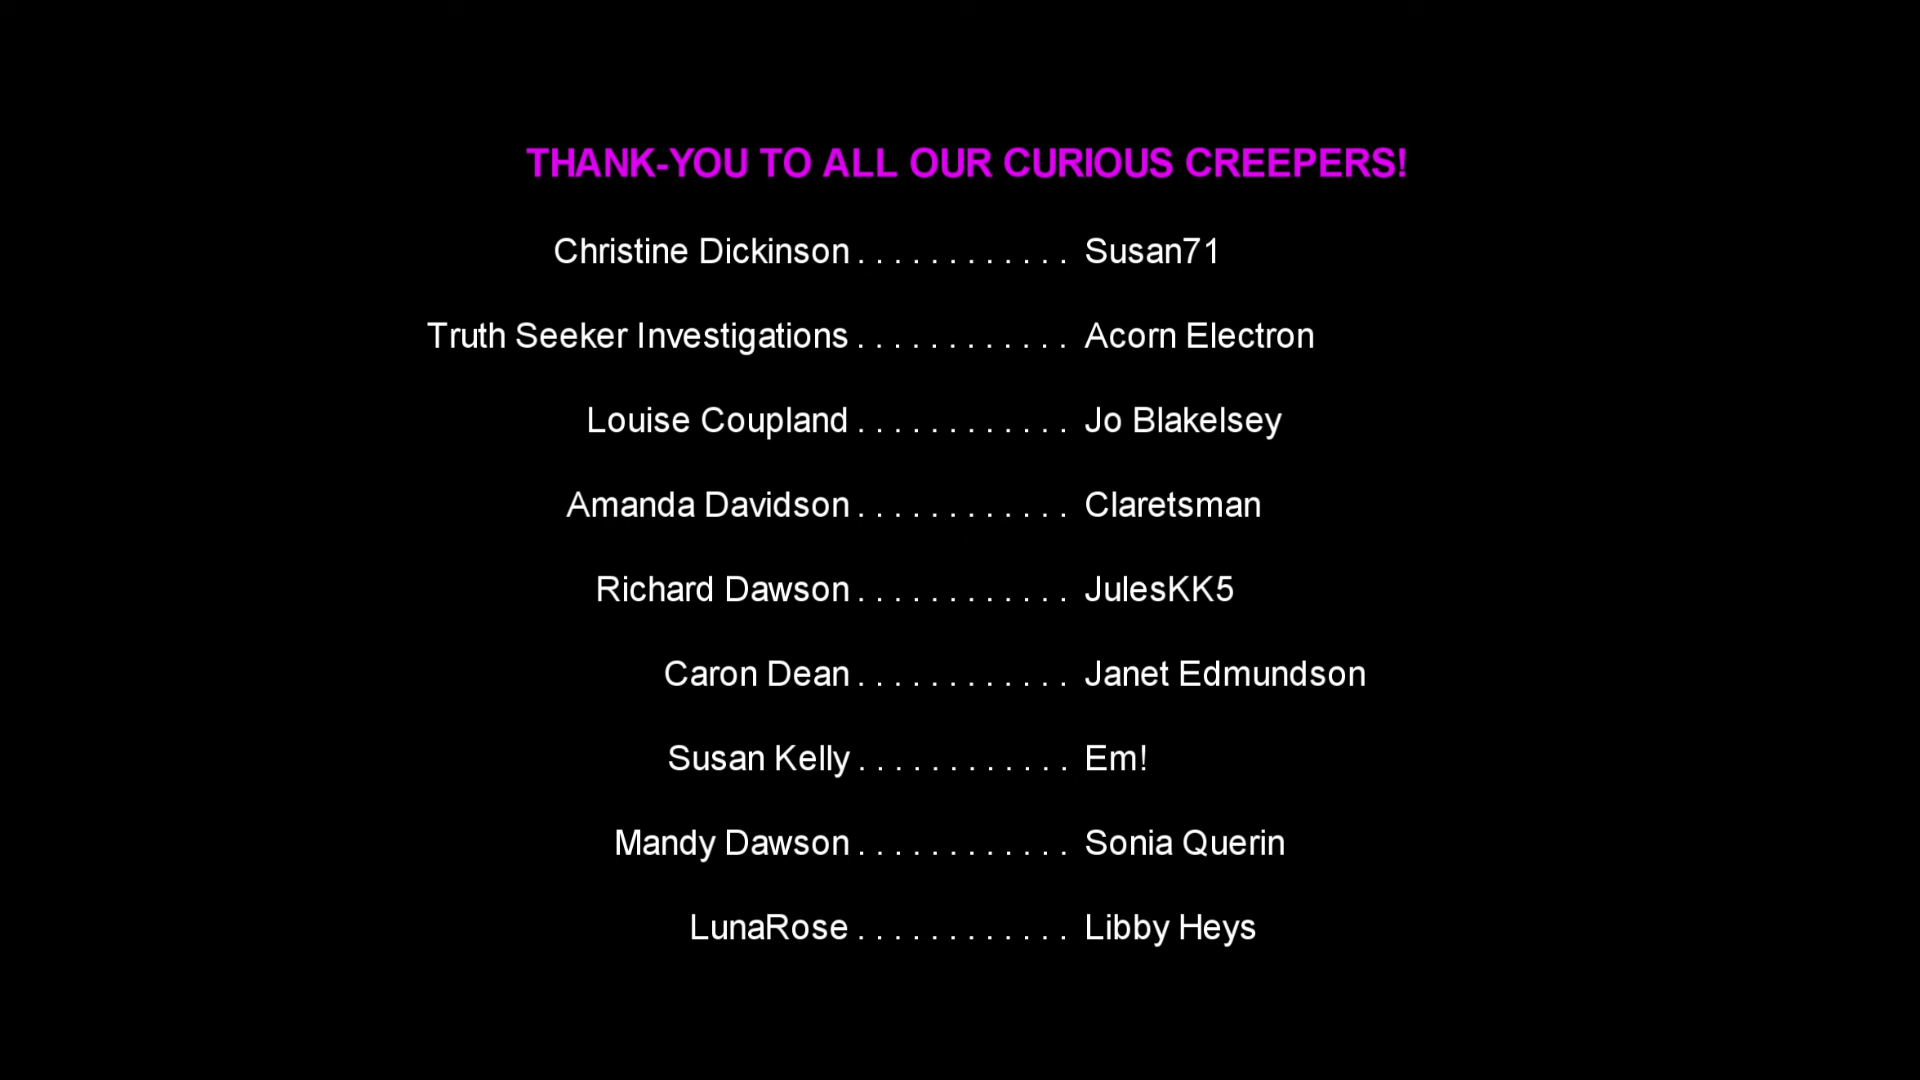 THANK-YOU TO ALL OUR CURIOUS CREEPERS!
Christine Dickinson . . . . . . . . . . . . Susan71
Truth Seeker Investigations . . . . . . . . . . . . Acorn Electron
Louise Coupland . . . . . . . . . . . . Jo Blakelsey
Amanda Davidson . . . . . . . . . . . . Claretsman
Richard Dawson . . . . . . . . . . . . JulesKK5
Caron Dean . . . . . . . . . . . . Janet Edmundson
Susan Kelly . . . . . . . . . . . . Em!
Mandy Dawson . . . . . . . . . . . . Sonia Querin
LunaRose . . . . . . . . . . . . Libby Heys